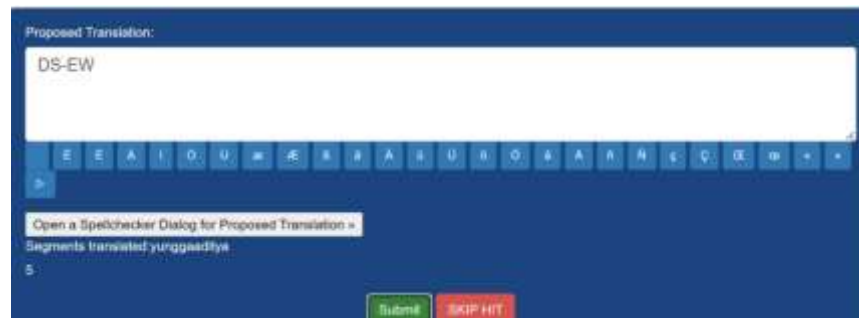 Proposed Translation:
DS-EW
Open a Spellchecker Dialog for Proposed Translation »
Segments translated yunggaaditya
5
Submit SKIP HIT